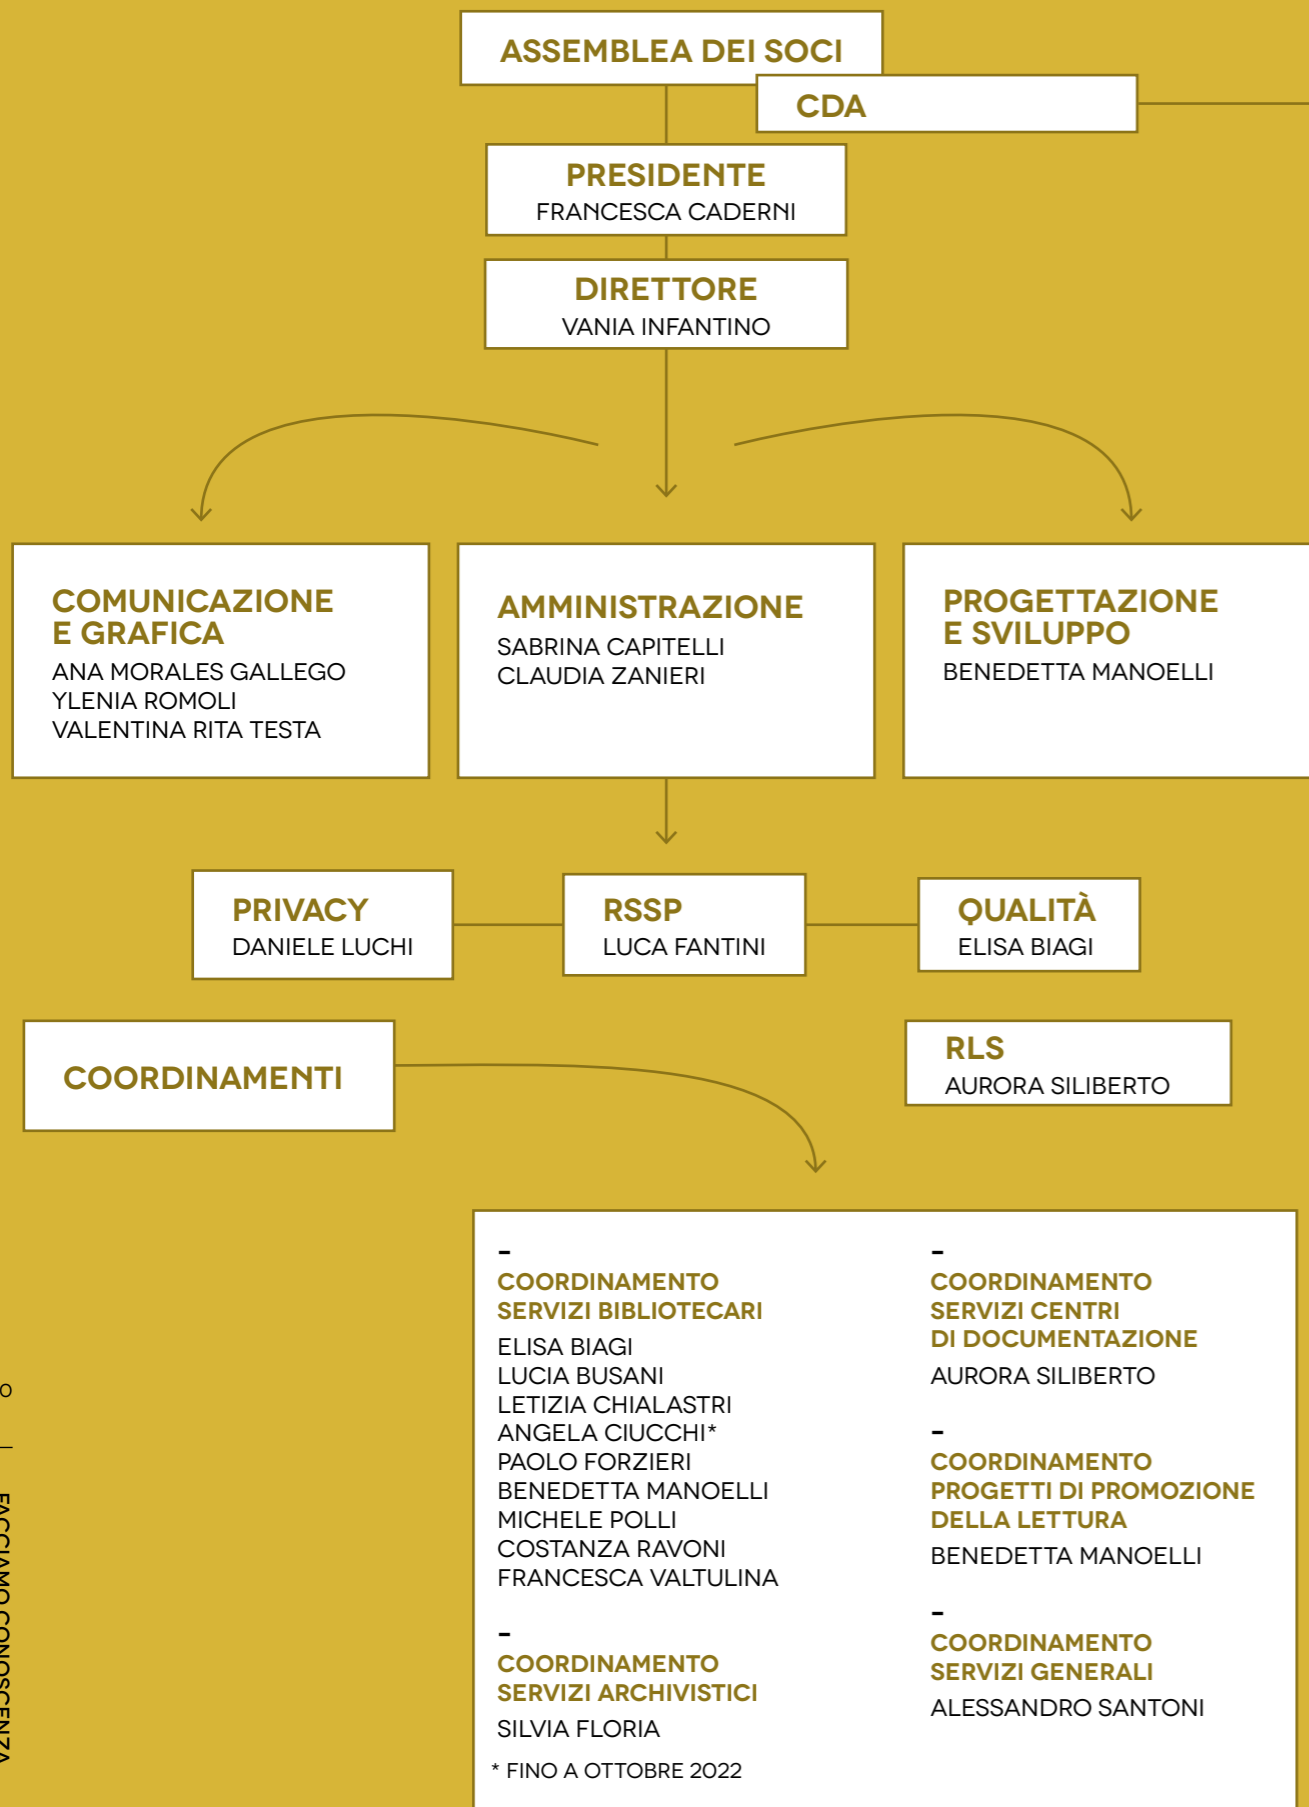 ASSEMBLEA DEI SOCI
CDA
PRESIDENTE
FRANCESCA CADERNI
DIRETTORE
VANIA INFANTINO
COMUNICAZIONE
E GRAFICA
ANA MORALES GALLEGO
YLENIA ROMOLI
VALENTINA RITA TESTA
AMMINISTRAZIONE
SABRINA CAPITELLI
CLAUDIA ZANIERI
PROGETTAZIONE
E SVILUPPO
BENEDETTA MANOELLI
PRIVACY
DANIELE LUCHI
RSSP
LUCA FANTINI
QUALITÀ
ELISA BIAGI
COORDINAMENTI
RLS
AURORA SILIBERTO
–
COORDINAMENTO
SERVIZI BIBLIOTECARI
ELISA BIAGI
LUCIA BUSANI
LETIZIA CHIALASTRI
ANGELA CIUCCHI*
PAOLO FORZIERI
BENEDETTA MANOELLI
MICHELE POLLI
COSTANZA RAVONI
FRANCESCA VALTULINA
–
COORDINAMENTO
SERVIZI ARCHIVISTICI
SILVIA FLORIA
* FINO A OTTOBRE 2022
–
COORDINAMENTO
SERVIZI CENTRI
DI DOCUMENTAZIONE
AURORA SILIBERTO
–
COORDINAMENTO
PROGETTI DI PROMOZIONE
DELLA LETTURA
BENEDETTA MANOELLI
–
COORDINAMENTO
SERVIZI GENERALI
ALESSANDRO SANTONI
| FACCIAMO CONOSCENZA